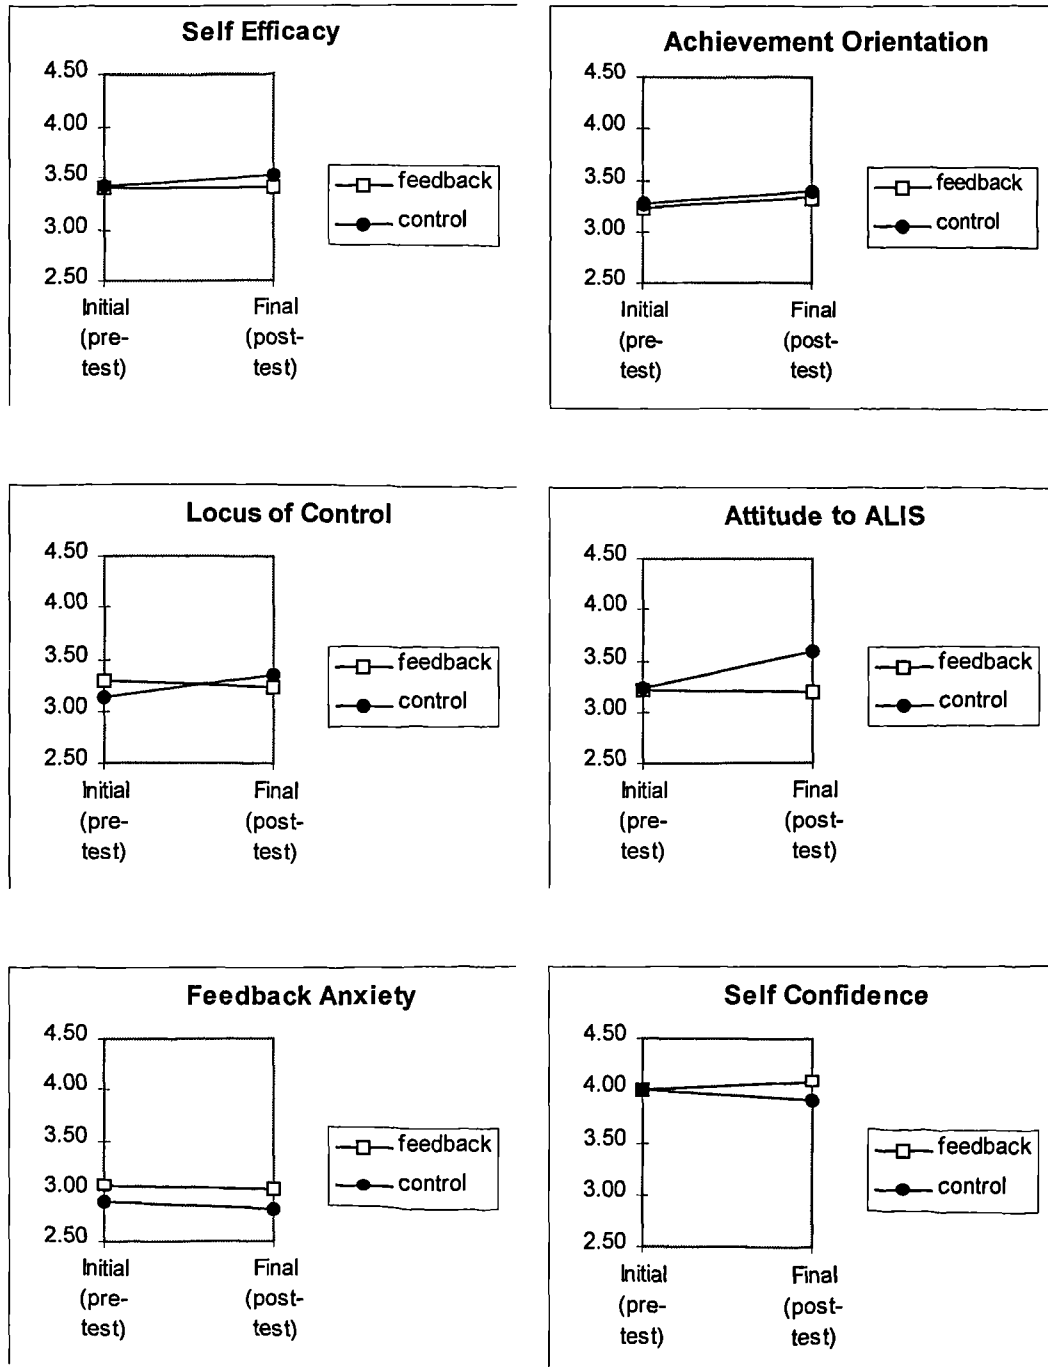 Self Efficacy
4.50
4.00
3.50
3.00
2.50
Initial
(pre-
test)
Final
(post-
test)
feedback
control
Achievement Orientation
4.50
4.00
3.50
3.00
2.50
Initial
(pre-
test)
Final
(post-
test)
feedback
control
Locus of Control
4.50
4.00
3.50
3.00
2.50
Initial
(pre-
test)
Final
(post-
test)
feedback
control
Attitude to ALIS
4.50
4.00
3.50
3.00
2.50
Initial
(pre-
test)
Final
(post-
test)
feedback
control
Feedback Anxiety
4.50
4.00
3.50
3.00
2.50
Initial
(pre-
test)
Final
(post-
test)
feedback
control
Self Confidence
4.50
4.00
3.50
3.00
2.50
Initial
(pre-
test)
Final
(post-
test)
feedback
control